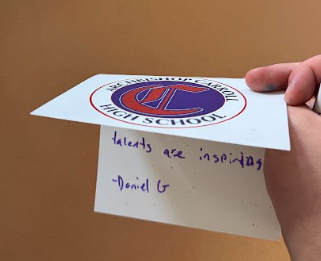 ARCHBISHOP CARROLL
C
HIGH SCHOOL
talents are inspiring
-Daniel G